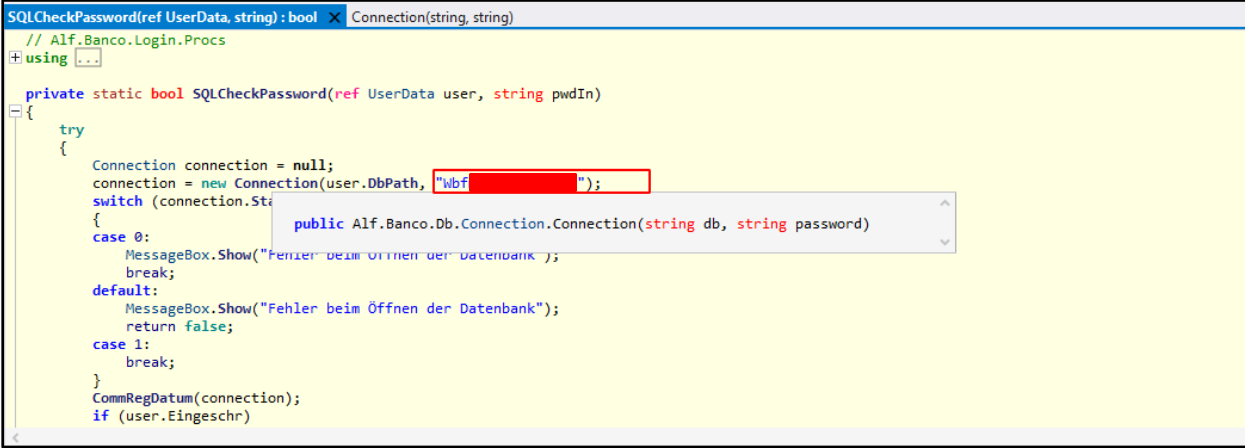 SQLCheckPassword(ref UserData, string) : bool X Connection(string, string)
// Alf.Banco.Login.Procs
using ...
private static bool SQLCheckPassword(ref UserData user, string pwdIn)
{
try
{
Connection connection = null;
connection = new Connection(user.DbPath, "Wbf");
switch (connection.Sta
public Alf.Banco.Db.Connection.Connection(string db, string password)
{
case 0:
MessageBox.Show("Fehler beim Öffnen der Datenbank");
break;
default:
MessageBox.Show("Fehler beim Öffnen der Datenbank");
return false;
case 1:
break;
}
CommRegDatum(connection);
if (user.Eingeschr)